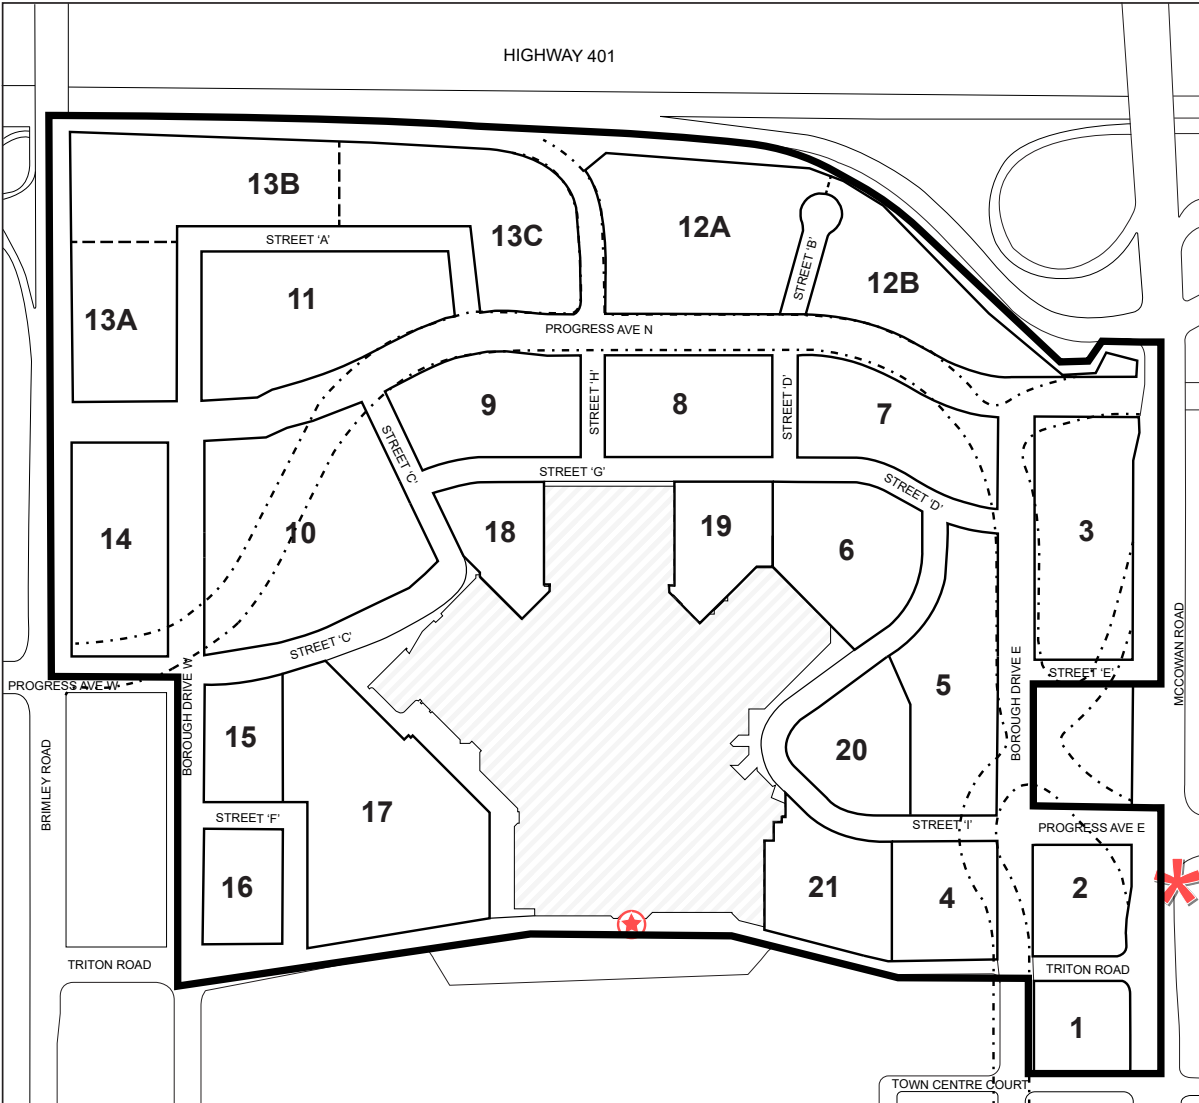 HIGHWAY 401
13B
12A
13C
STREET ‘A’
STREET ‘B’
12B
11
13A
PROGRESS AVE N
9
STREET ‘H’
8
STREET ‘D’
7
STREET ‘C’
STREET ‘G’
STREET ‘D’
14
10
18
19
6
3
STREET ‘C’
MCCOWAN ROAD
PROGRESS AVE W
STREET ‘E’
BOROUGH DRIVE W
BOROUGH DRIVE E
5
15
20
BRIMLEY ROAD
17
STREET ‘F’
STREET ‘I’
PROGRESS AVE E
16
21
4
2
TRITON ROAD
TRITON ROAD
1
TOWN CENTRE COURT